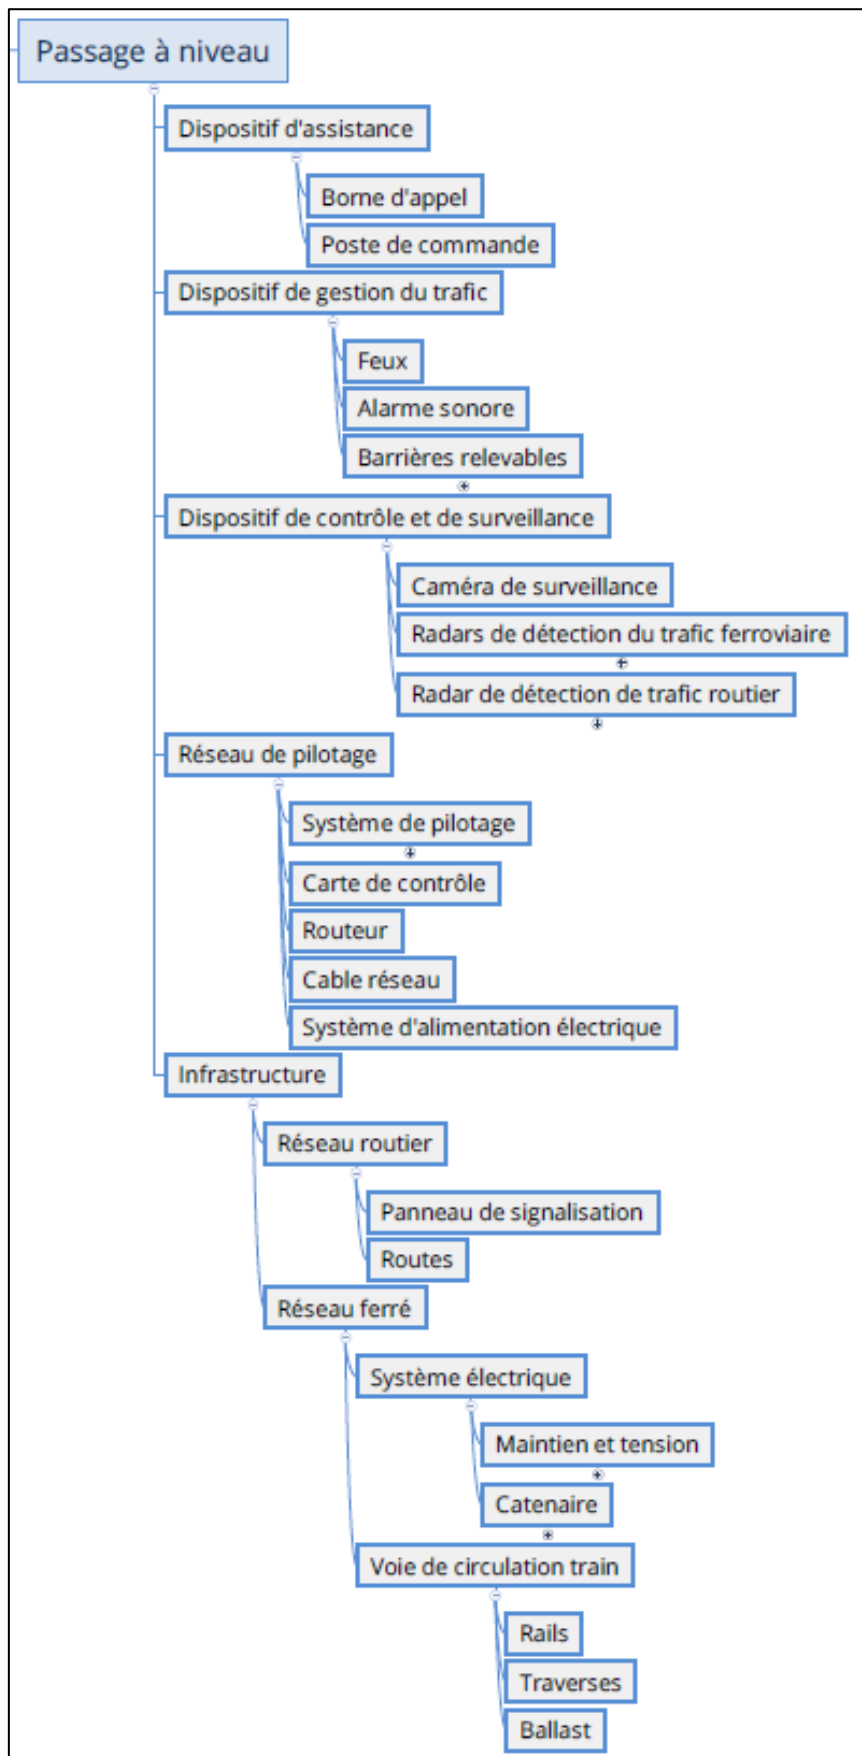 Passage à niveau
Dispositif d'assistance
Borne d'appel
Poste de commande
Dispositif de gestion du trafic
Feux
Alarme sonore
Barrières relevables
Dispositif de contrôle et de surveillance
Caméra de surveillance
Radars de détection du trafic ferroviaire
Radar de détection de trafic routier
Réseau de pilotage
Système de pilotage
Carte de contrôle
Routeur
Cable réseau
Système d'alimentation électrique
Infrastructure
Réseau routier
Panneau de signalisation
Routes
Réseau ferré
Système électrique
Maintien et tension
Catenaire
Voie de circulation train
Rails
Traverses
Ballast